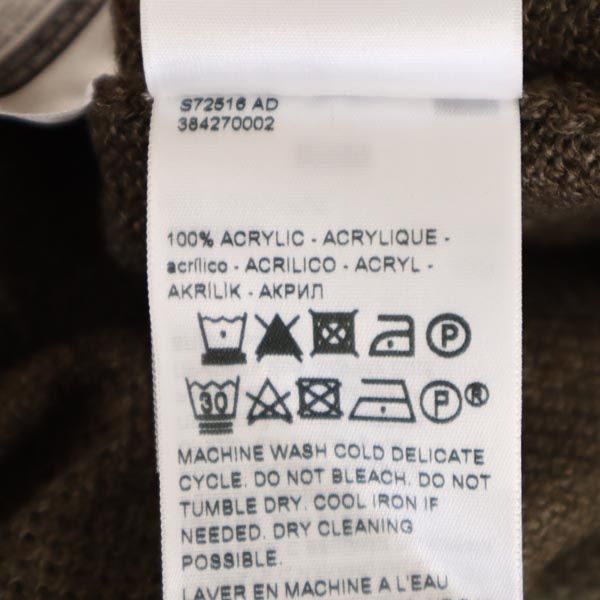 S72516 AD
384270002
100% ACRYLIC - ACRYLIQUE -
acrílico - ACRILICO - ACRYL -
AKRİLİK - АКРИЛ
P
30 P®
MACHINE WASH COLD DELICATE
CYCLE. DO NOT BLEACH. DO NOT
TUMBLE DRY. COOL IRON IF
NEEDED. DRY CLEANING
POSSIBLE.
LAVER EN MACHINE A L'EAU